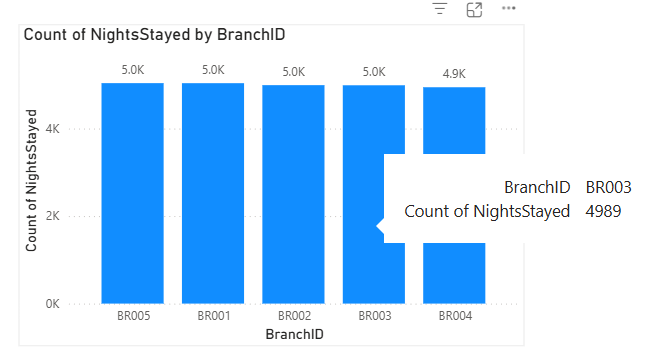 Count of NightsStayed by BranchID
5.0K 5.0K 5.0K 5.0K 4.9K
Count of NightsStayed
4K
2K
0K
BranchID BR003
Count of NightsStayed 4989
BR005 BR001 BR002 BR003 BR004
BranchID